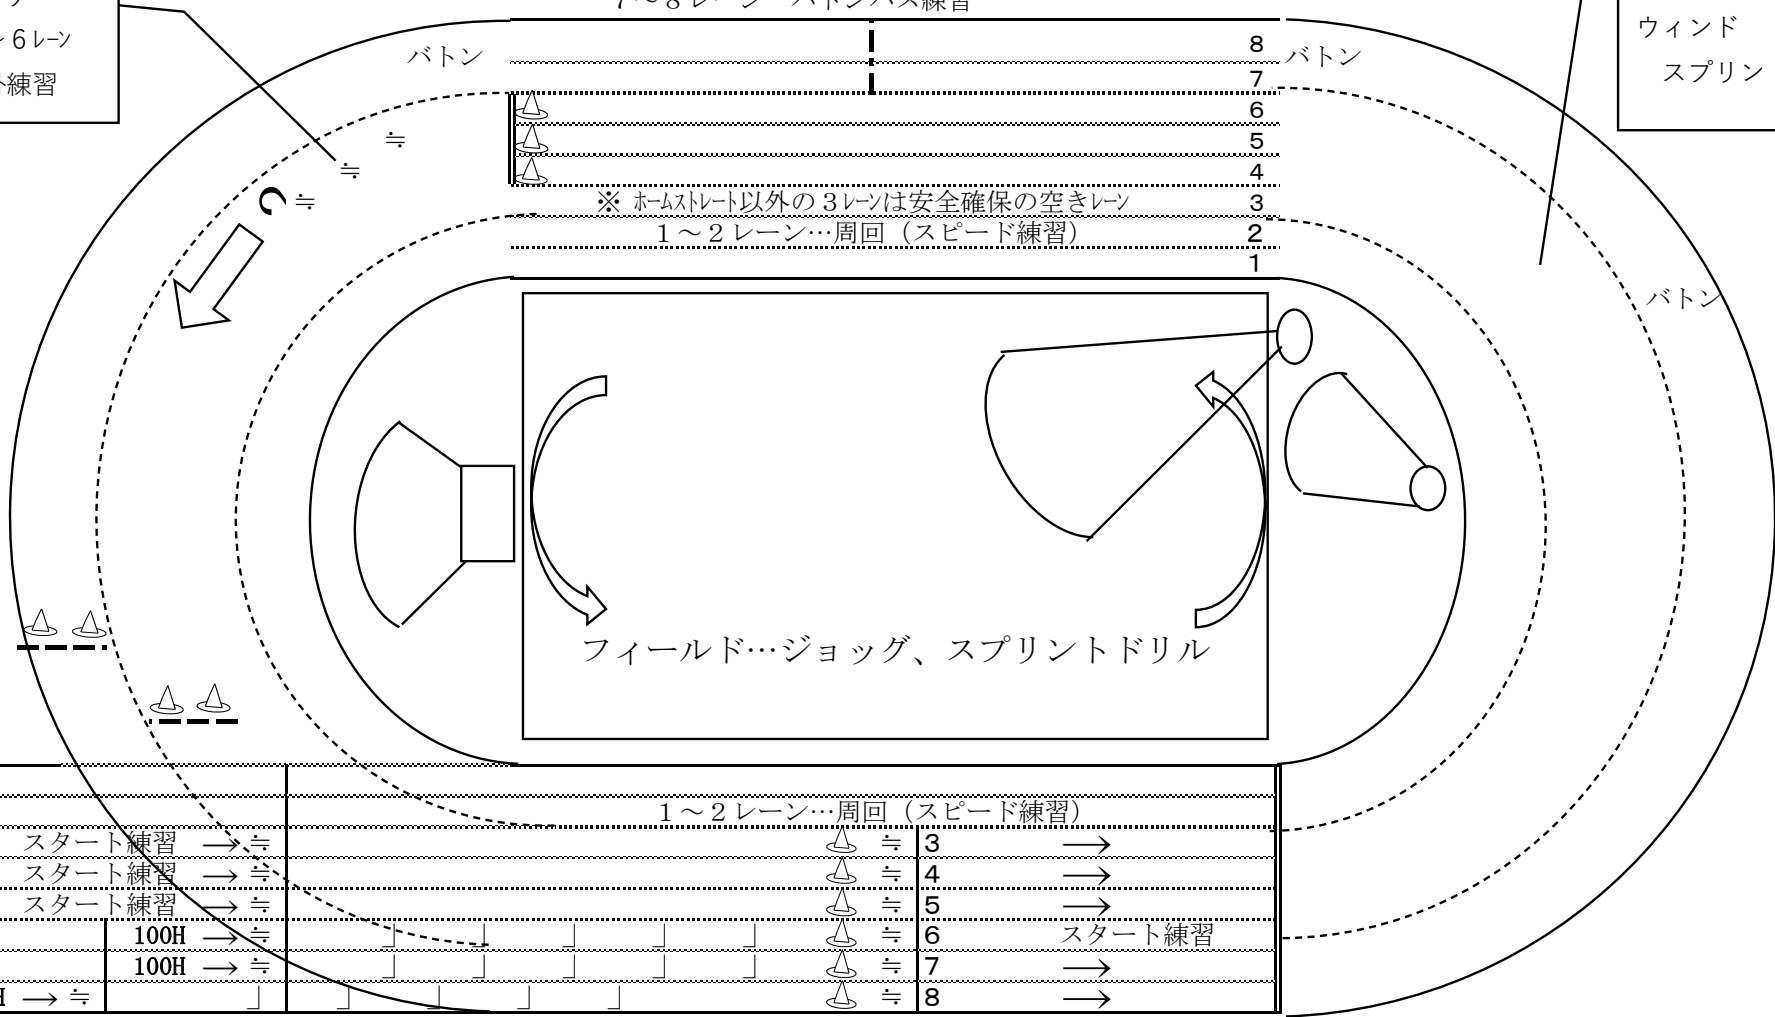 7～8レーン バトンパス練習
6レーン
練習
ウィンド
スプリン
バトン
バトン
バトン
8
7
6
5
4
※ ホームストレート以外の3レーンは安全確保の空きレーン 3
1～2レーン…周回（スピード練習） 2
1
フィールド…ジョッグ、スプリントドリル
1～2レーン…周回（スピード練習）
スタート練習 → ≒ ≒ 3 →
スタート練習 → ≒ ≒ 4 →
スタート練習 → ≒ ≒ 5 →
100H → ≒ ≒ 6 スタート練習
100H → ≒ ≒ 7 →
H → ≒ ≒ 8 →